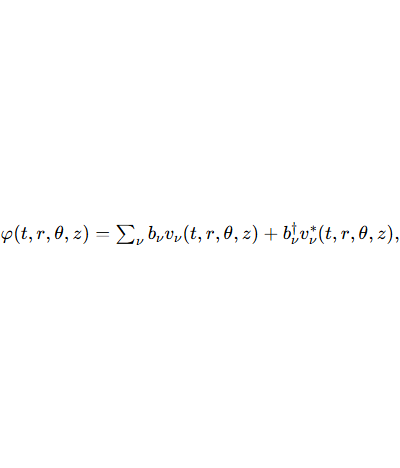 φ(t, r, θ, z) = ∑_ν b_ν v_ν(t, r, θ, z) + b_ν^† v_ν^*(t, r, θ, z),